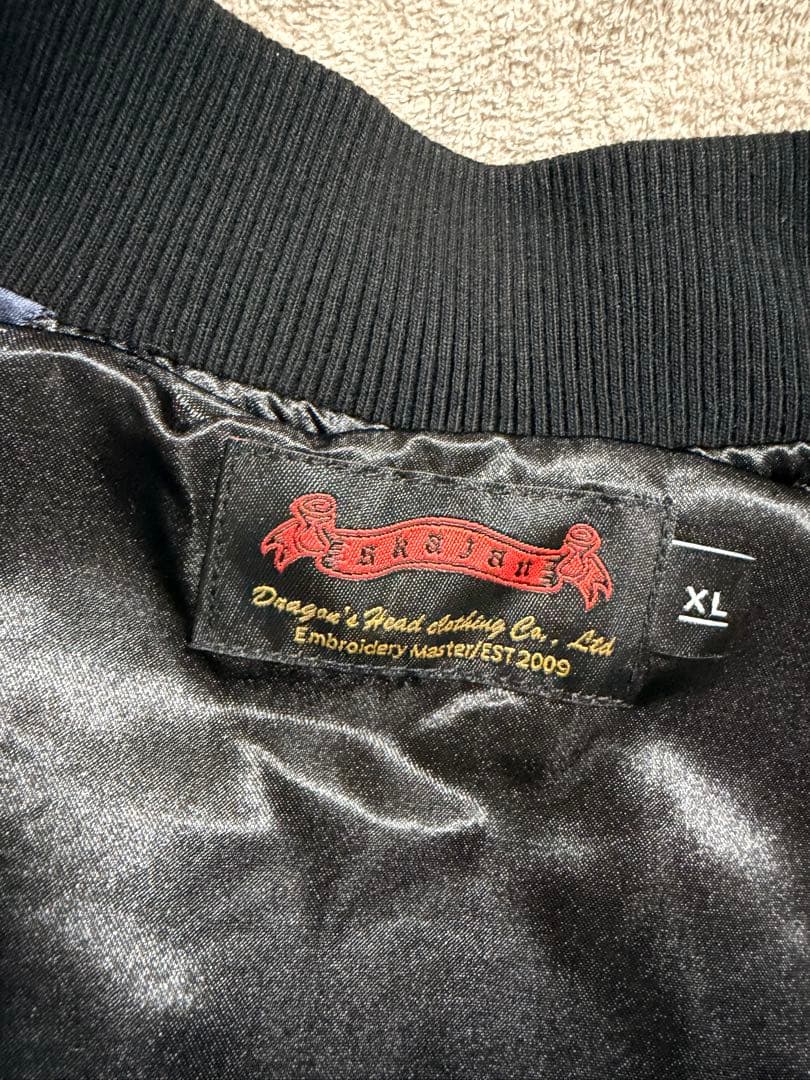 skajan
Dragon's Head clothing Co., Ltd
Embroidery Master/EST 2009
XL